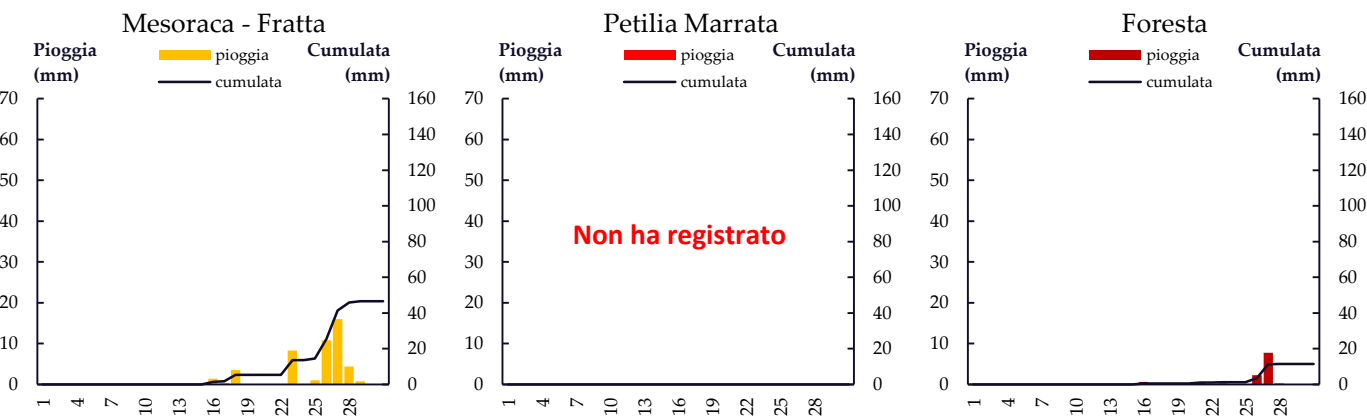 Mesoraca - Fratta
Pioggia
(mm)
pioggia
cumulata
Cumulata
(mm)
70
60
50
40
30
20
10
0
160
140
120
100
80
60
40
20
0
1 4 7 10 13 16 19 22 25 28
Petilia Marrata
Pioggia
(mm)
pioggia
cumulata
Cumulata
(mm)
70
60
50
40
30
20
10
0
Non ha registrato
160
140
120
100
80
60
40
20
0
1 4 7 10 13 16 19 22 25 28
Foresta
Pioggia
(mm)
pioggia
cumulata
Cumulata
(mm)
70
60
50
40
30
20
10
0
160
140
120
100
80
60
40
20
0
1 4 7 10 13 16 19 22 25 28